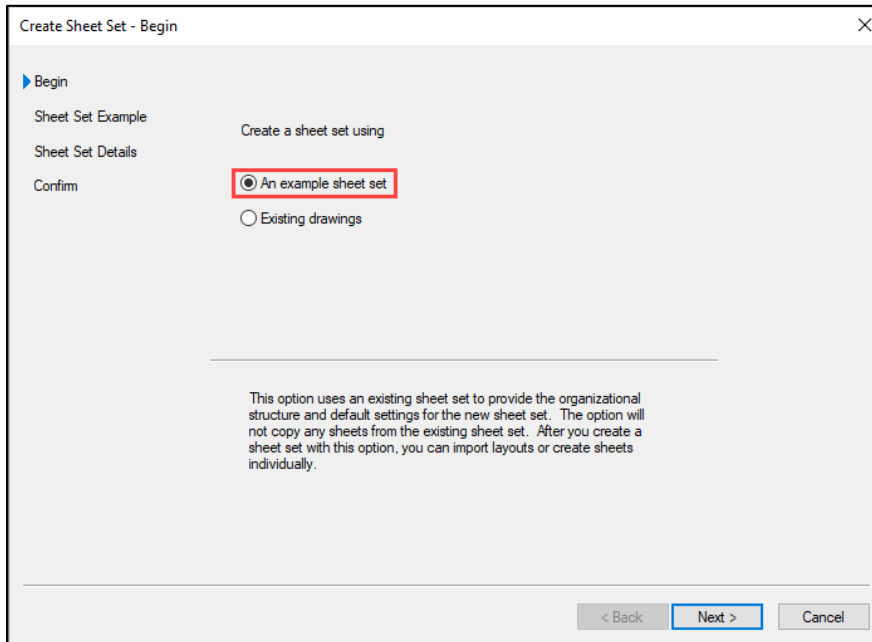 Create Sheet Set - Begin
Begin
Sheet Set Example
Sheet Set Details
Confirm
Create a sheet set using
An example sheet set
Existing drawings
This option uses an existing sheet set to provide the organizational
structure and default settings for the new sheet set.  The option will
not copy any sheets from the existing sheet set.  After you create a
sheet set with this option, you can import layouts or create sheets
individually.
< Back
Next >
Cancel